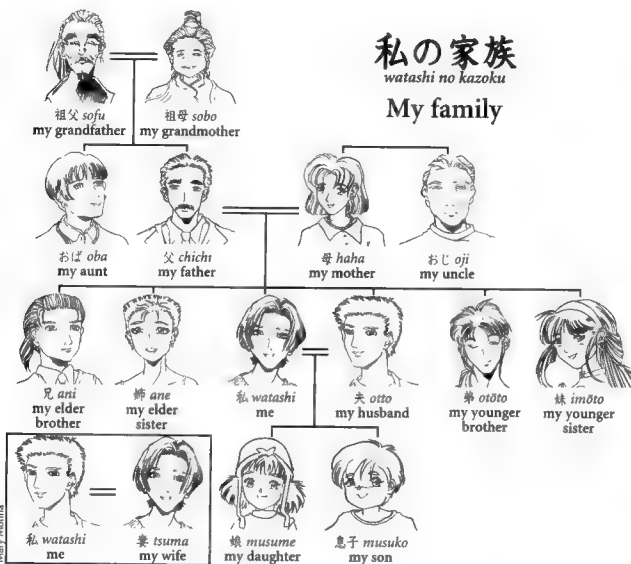 私の家族
watashi no kazoku
My family
祖父 sofu
my grandfather
祖母 sobo
my grandmother
おば oba
my aunt
父 chichi
my father
母 haha
my mother
おじ oji
my uncle
兄 ani
my elder
brother
姉 ane
my elder
sister
私 watashi
me
夫 otto
my husband
弟 otōto
my younger
brother
妹 imōto
my younger
sister
私 watashi
me
妻 tsuma
my wife
娘 musume
my daughter
息子 musuko
my son